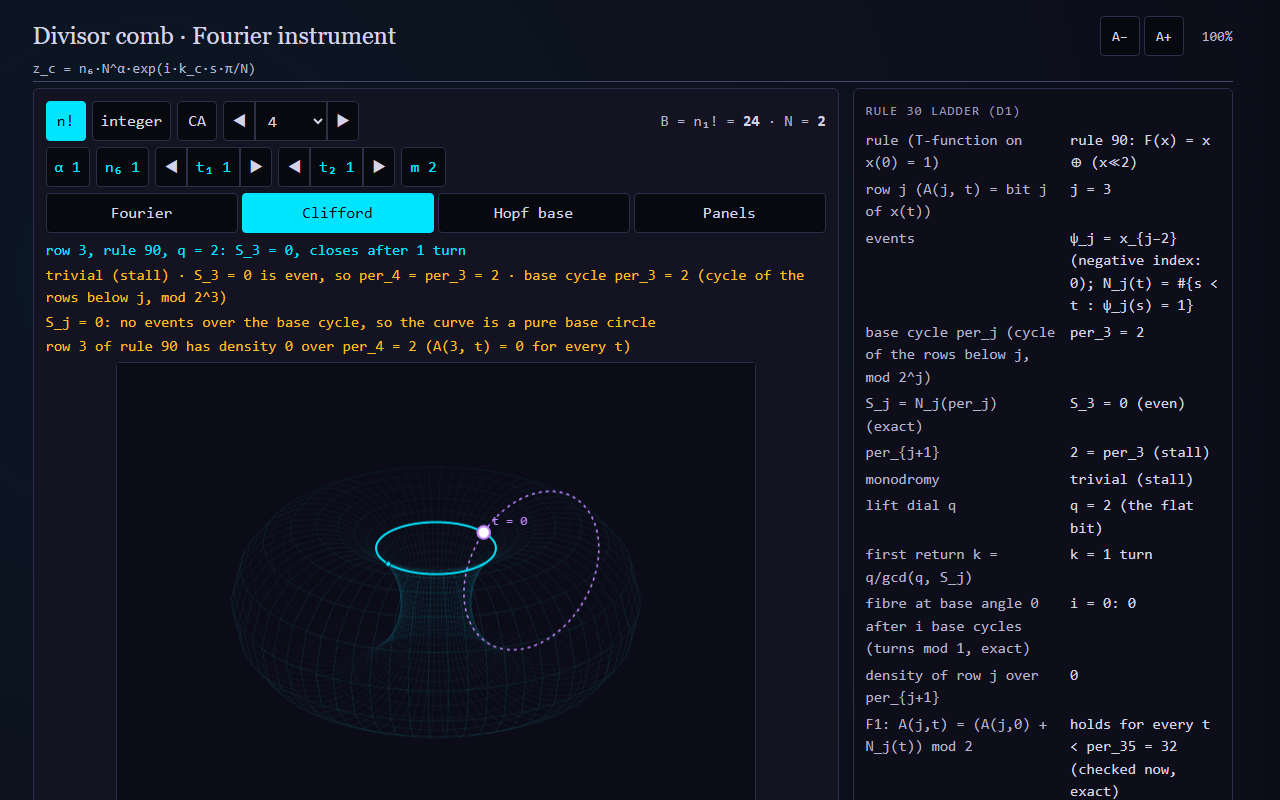 Divisor comb · Fourier instrument
A− A+ 100%
z_c = n₆·N^α·exp(i·k_c·s·π/N)
n! integer CA ◀ 4 ▶ B = n₁! = 24 · N = 2
α 1 n₆ 1 ◀ t₁ 1 ▶ ◀ t₂ 1 ▶ m 2
Fourier Clifford Hopf base Panels
row 3, rule 90, q = 2: S_3 = 0, closes after 1 turn
trivial (stall) · S_3 = 0 is even, so per_4 = per_3 = 2 · base cycle per_3 = 2 (cycle of the
rows below j, mod 2^3)
S_j = 0: no events over the base cycle, so the curve is a pure base circle
row 3 of rule 90 has density 0 over per_4 = 2 (A(3, t) = 0 for every t)
t = 0
RULE 30 LADDER (D1)
rule (T-function on
x(0) = 1)
rule 90: F(x) = x
⊕ (x≪2)
row j (A(j, t) = bit j
of x(t))
j = 3
events
ψ_j = x_{j−2}
(negative index:
0); N_j(t) = #{s <
t : ψ_j(s) = 1}
base cycle per_j (cycle
of the rows below j,
mod 2^j)
per_3 = 2
S_j = N_j(per_j)
(exact)
S_3 = 0 (even)
per_{j+1}
2 = per_3 (stall)
monodromy
trivial (stall)
lift dial q
q = 2 (the flat
bit)
first return k =
q/gcd(q, S_j)
k = 1 turn
fibre at base angle 0
after i base cycles
(turns mod 1, exact)
i = 0: 0
density of row j over
per_{j+1}
0
F1: A(j,t) = (A(j,0) +
N_j(t)) mod 2
holds for every t
< per_35 = 32
(checked now,
exact)